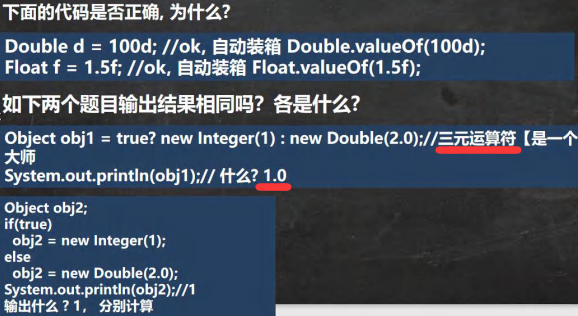 下面的代码是否正确, 为什么?
Double d = 100d; //ok, 自动装箱 Double.valueOf(100d);
Float f = 1.5f; //ok, 自动装箱 Float.valueOf(1.5f);
如下两个题目输出结果相同吗？各是什么?
Object obj1 = true? new Integer(1) : new Double(2.0);//三元运算符【是一个
大师
System.out.println(obj1);// 什么? 1.0
Object obj2;
if(true)
obj2 = new Integer(1);
else
obj2 = new Double(2.0);
System.out.println(obj2);//1
输出什么 ? 1， 分别计算